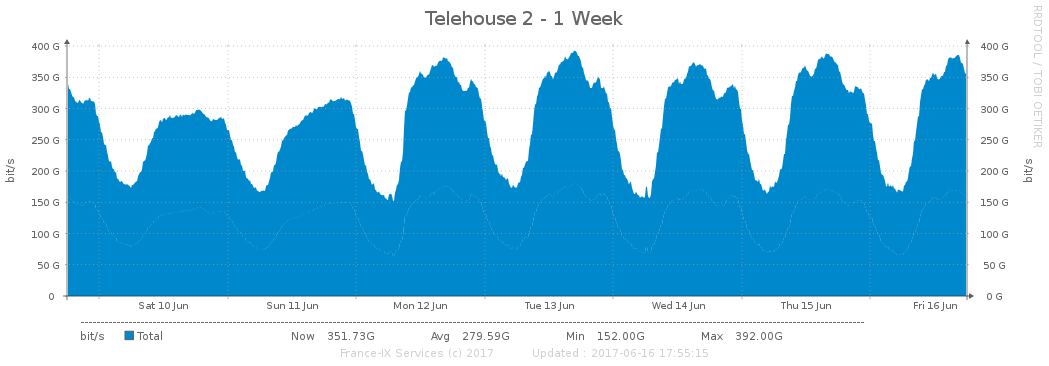 Telehouse 2 - 1 Week
RRDTOOL / TOBI OETIKER
400 G 400 G
350 G 350 G
300 G 300 G
250 G 250 G
200 G 200 G
150 G 150 G
100 G 100 G
50 G 50 G
0 0 G
bit/s
bit/s
Sat 10 Jun Sun 11 Jun Mon 12 Jun Tue 13 Jun Wed 14 Jun Thu 15 Jun Fri 16 Jun
bit/s Total Now 351.73G Avg 279.59G Min 152.00G Max 392.00G
France-IX Services (c) 2017 Updated : 2017-06-16 17:55:15